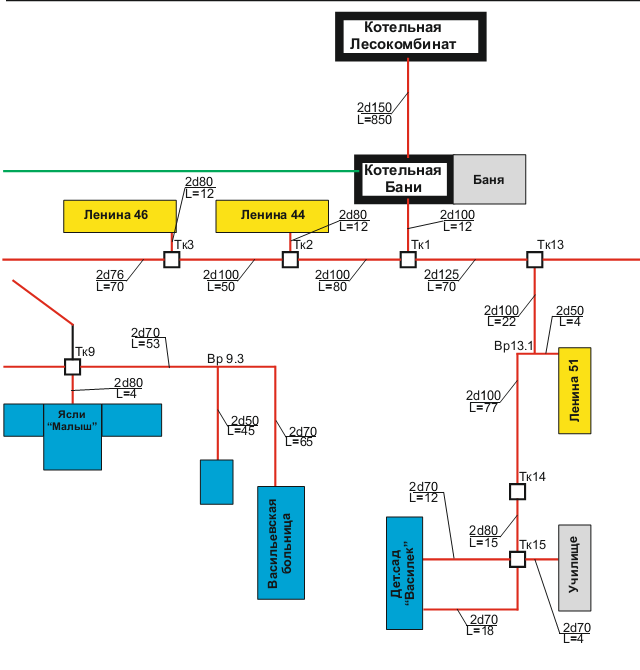 Котельная
Лесокомбинат
2d150
L=850
Котельная
Бани
Баня
2d80
L=12
Ленина 46
Ленина 44
2d80
L=12
2d100
L=12
Тк3
Тк2
Тк1
Тк13
2d76
L=70
2d100
L=50
2d100
L=80
2d125
L=70
2d100
L=22
2d50
L=4
Вр13.1
Ленина 51
Тк9
2d70
L=53
Вр 9.3
2d80
L=4
Ясли
“Малыш”
2d50
L=45
2d70
L=65
2d100
L=77
Васильевская
больница
Тк14
2d70
L=12
2d80
L=15
Тк15
Дет.сад
“Василек”
Училище
2d70
L=18
2d70
L=4